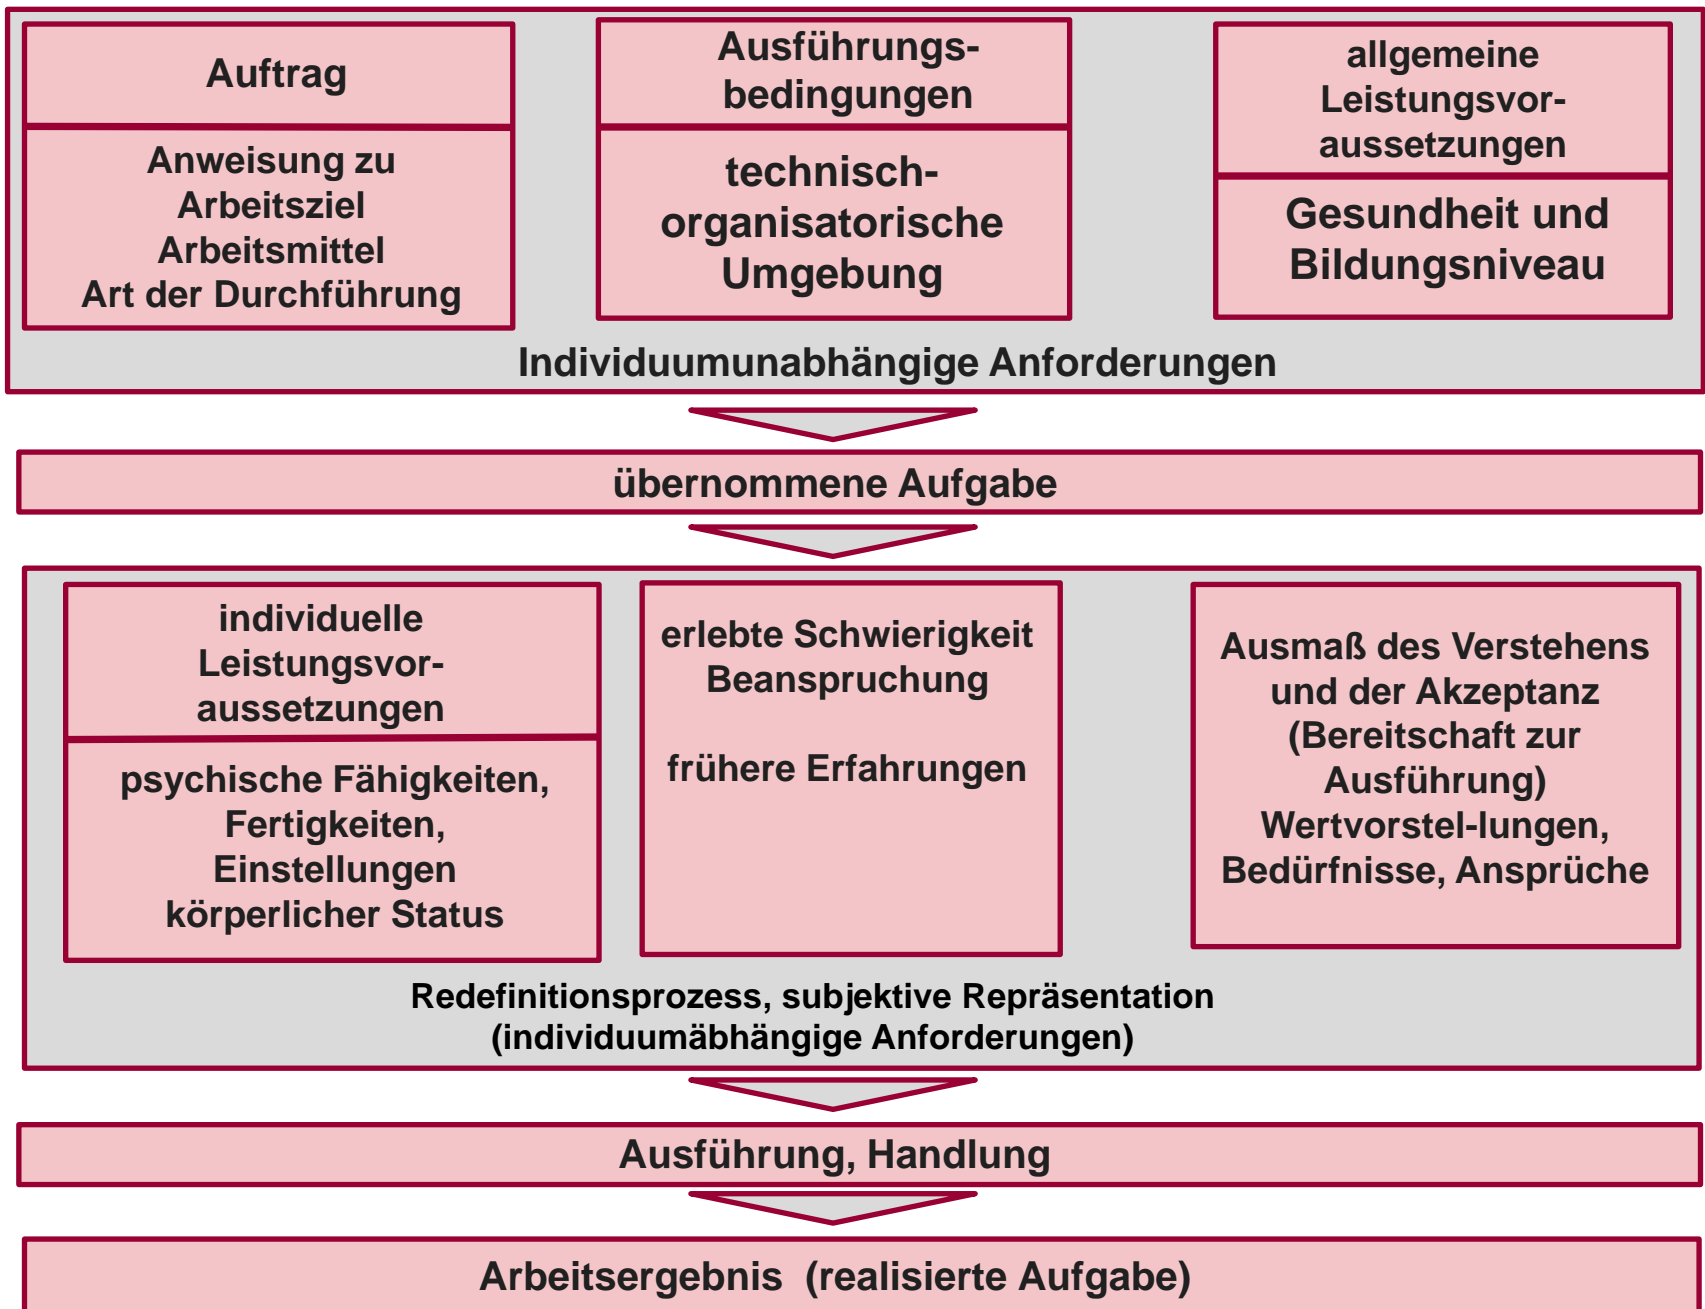 Auftrag
Anweisung zu
Arbeitsziel
Arbeitsmittel
Art der Durchführung
Ausführungs-
bedingungen
technisch-
organisatorische
Umgebung
allgemeine
Leistungsvor-
aussetzungen
Gesundheit und
Bildungsniveau
Individuumunabhängige Anforderungen
übernommene Aufgabe
individuelle
Leistungsvor-
aussetzungen
psychische Fähigkeiten,
Fertigkeiten,
Einstellungen
körperlicher Status
erlebte Schwierigkeit
Beanspruchung
frühere Erfahrungen
Ausmaß des Verstehens
und der Akzeptanz
(Bereitschaft zur
Ausführung)
Wertvorstel-lungen,
Bedürfnisse, Ansprüche
Redefinitionsprozess, subjektive Repräsentation
(individuumäbhängige Anforderungen)
Ausführung, Handlung
Arbeitsergebnis (realisierte Aufgabe)